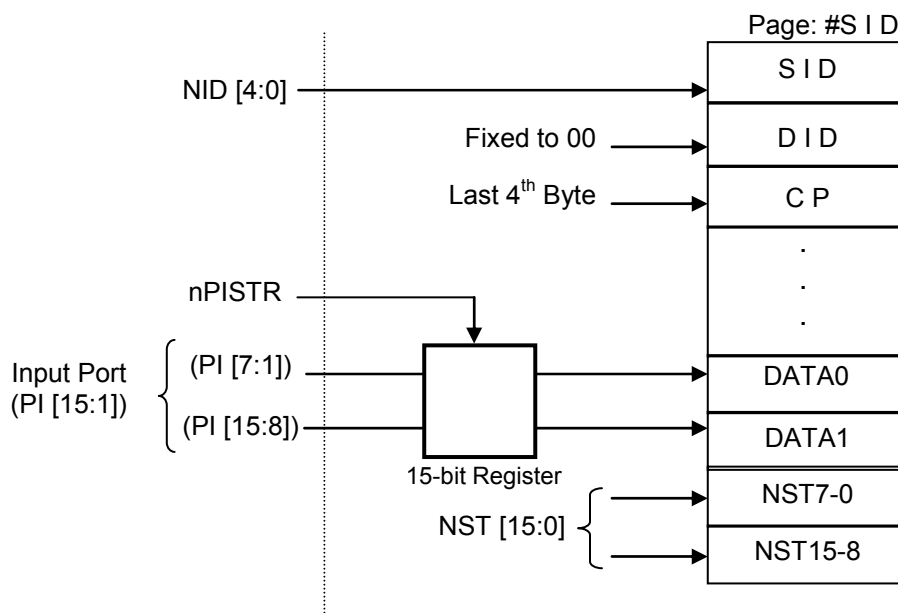 Page: #S I D
S I D
NID [4:0]
Fixed to 00
D I D
Last 4th Byte
C P
.
.
.
nPISTR
Input Port
(PI [15:1])
(PI [7:1])
DATA0
(PI [15:8])
DATA1
15-bit Register
NST [15:0]
NST7-0
NST15-8